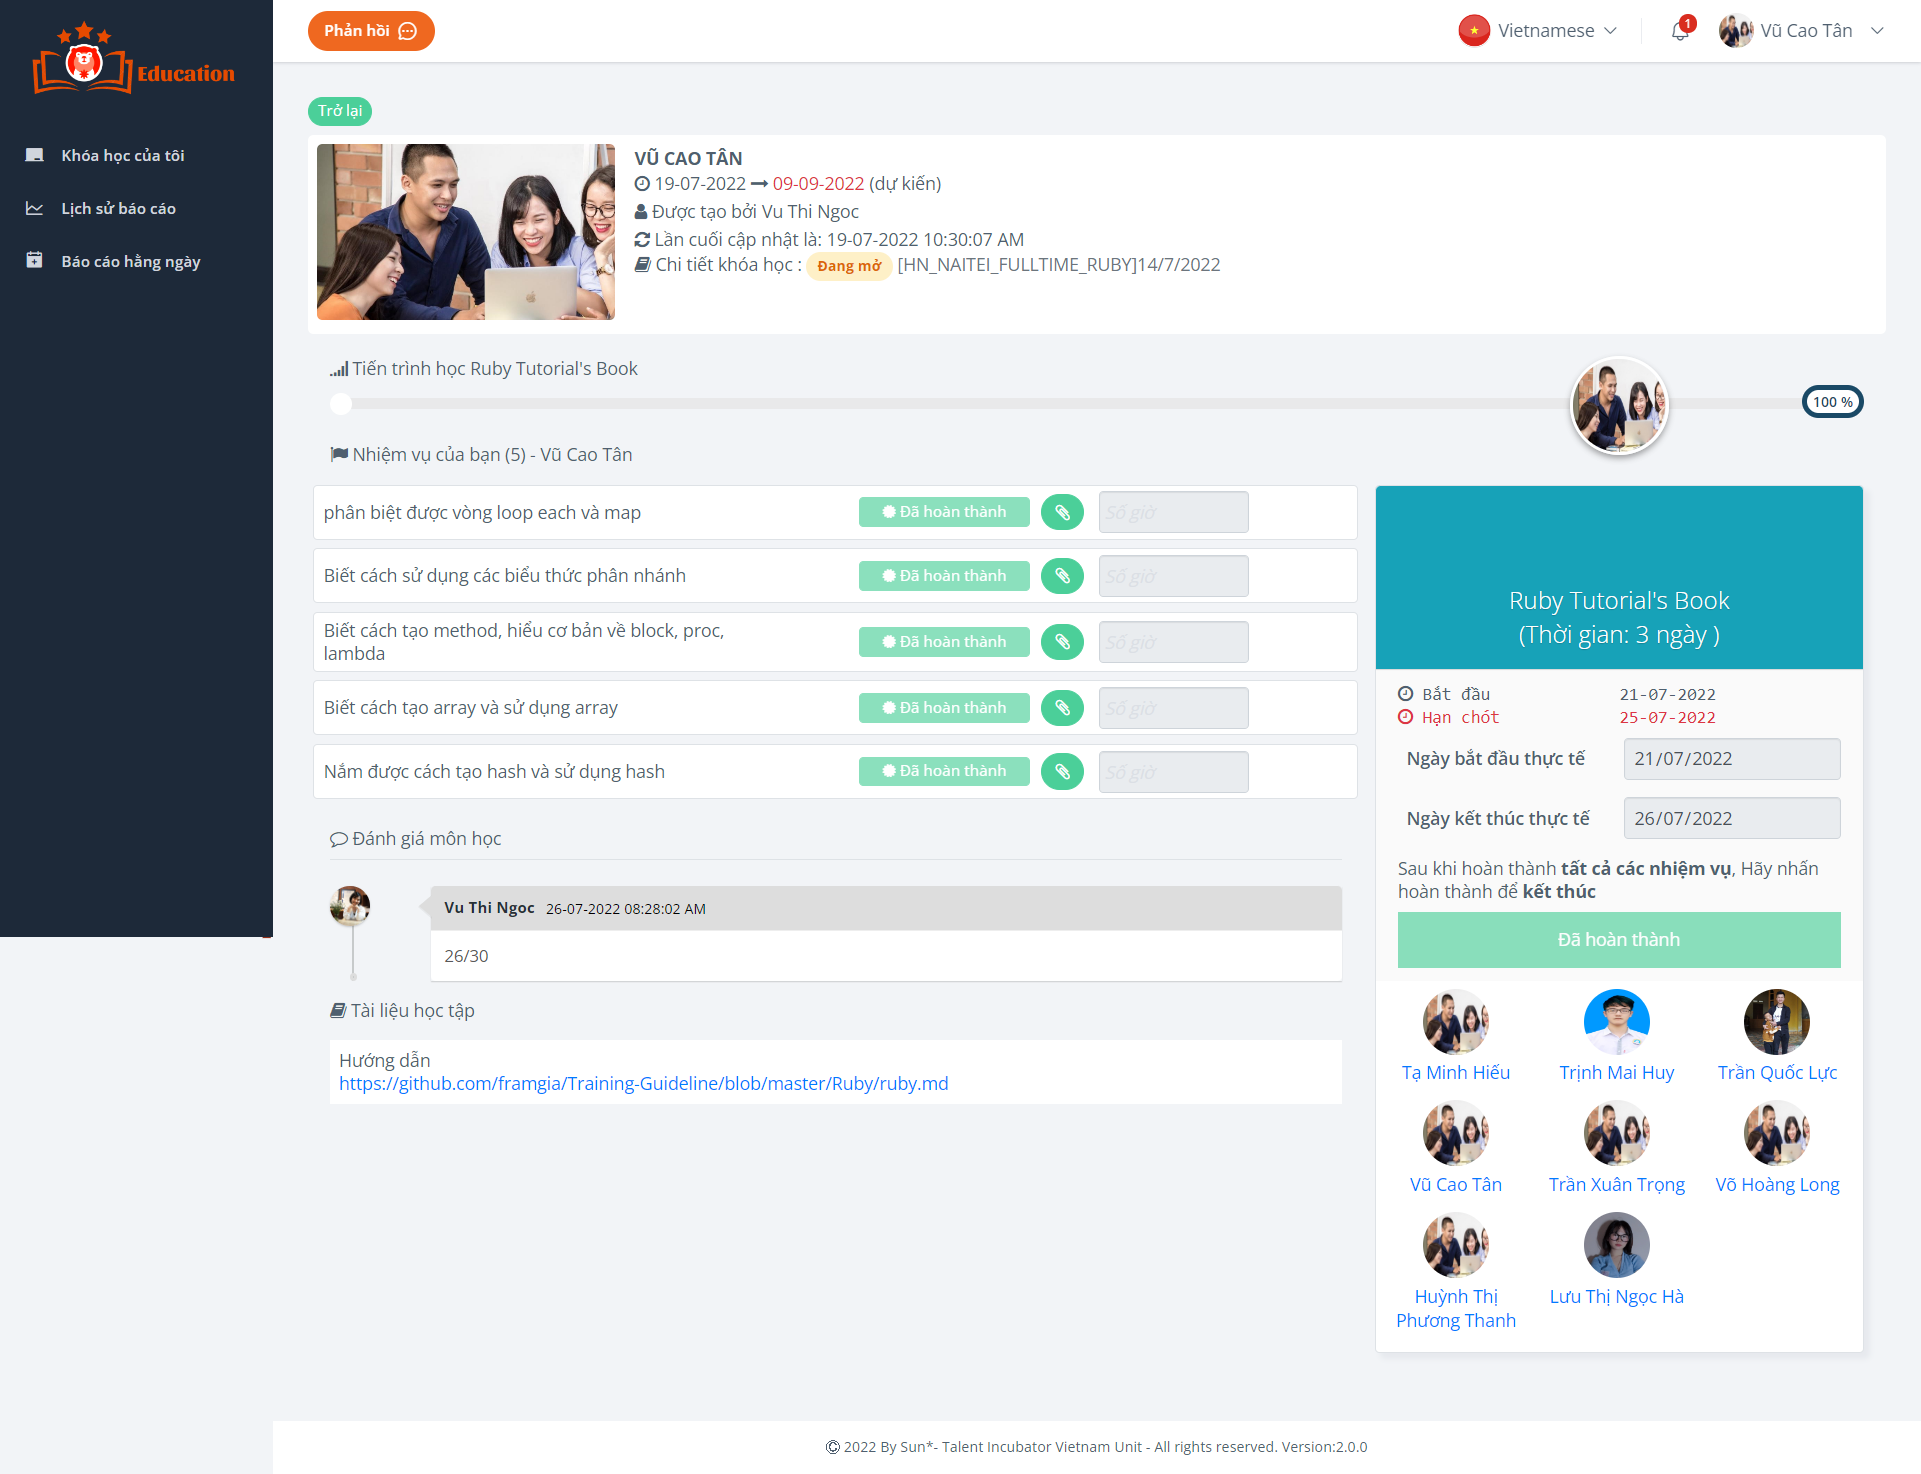 Education
Khóa học của tôi
Lịch sử báo cáo
Báo cáo hằng ngày
Phản hồi
Vietnamese
1
Vũ Cao Tân
Trở lại
VŨ CAO TÂN
19-07-2022 → 09-09-2022 (dự kiến)
Được tạo bởi Vu Thi Ngoc
Lần cuối cập nhật là: 19-07-2022 10:30:07 AM
Chi tiết khóa học : Đang mở [HN_NAITEI_FULLTIME_RUBY]14/7/2022
Tiến trình học Ruby Tutorial's Book
100 %
Nhiệm vụ của bạn (5) - Vũ Cao Tân
phân biệt được vòng loop each và map
Đã hoàn thành
Số giờ
Biết cách sử dụng các biểu thức phân nhánh
Đã hoàn thành
Số giờ
Biết cách tạo method, hiểu cơ bản về block, proc,
lambda
Đã hoàn thành
Số giờ
Biết cách tạo array và sử dụng array
Đã hoàn thành
Số giờ
Nắm được cách tạo hash và sử dụng hash
Đã hoàn thành
Số giờ
Đánh giá môn học
Vu Thi Ngoc 26-07-2022 08:28:02 AM
26/30
Tài liệu học tập
Hướng dẫn
https://github.com/framgia/Training-Guideline/blob/master/Ruby/ruby.md
Ruby Tutorial's Book
(Thời gian: 3 ngày )
Bắt đầu 21-07-2022
Hạn chót 25-07-2022
Ngày bắt đầu thực tế 21/07/2022
Ngày kết thúc thực tế 26/07/2022
Sau khi hoàn thành tất cả các nhiệm vụ, Hãy nhấn
hoàn thành để kết thúc
Đã hoàn thành
Tạ Minh Hiếu
Trịnh Mai Huy
Trần Quốc Lực
Vũ Cao Tân
Trần Xuân Trọng
Võ Hoàng Long
Huỳnh Thị
Phương Thanh
Lưu Thị Ngọc Hà
© 2022 By Sun*- Talent Incubator Vietnam Unit - All rights reserved. Version:2.0.0